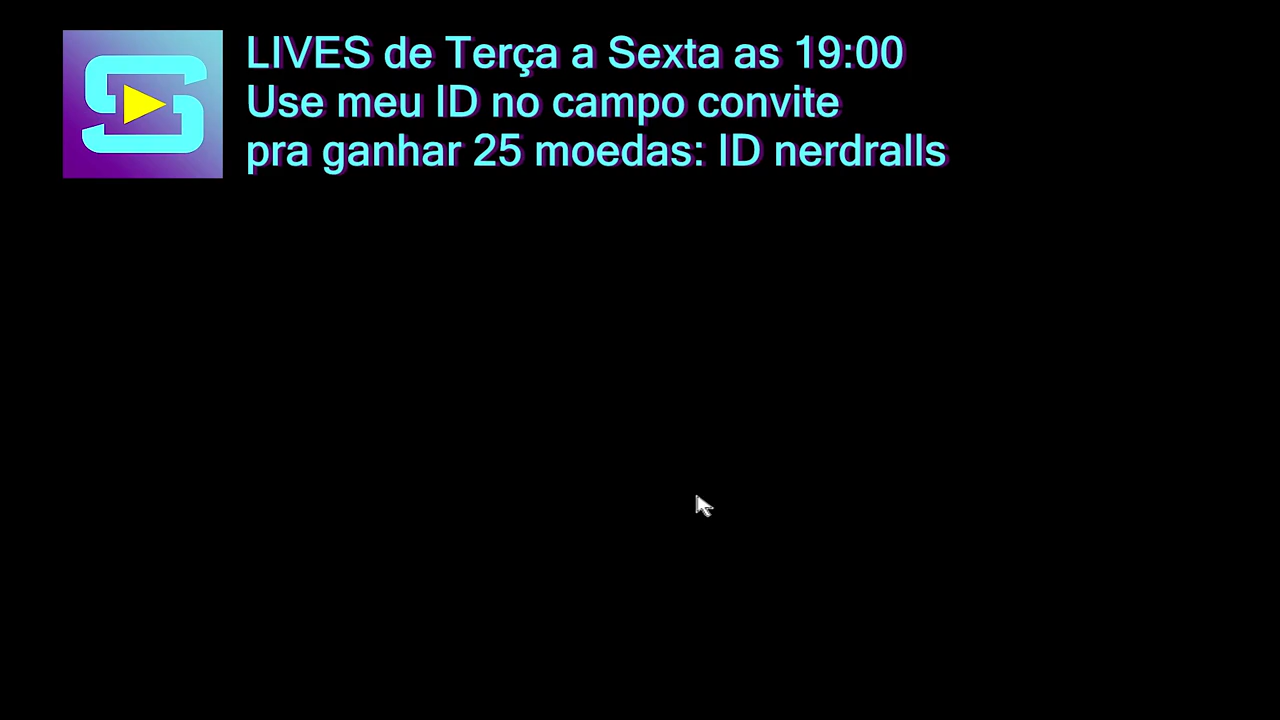 LIVES de Terça a Sexta as 19:00
Use meu ID no campo convite
pra ganhar 25 moedas: ID nerdralls